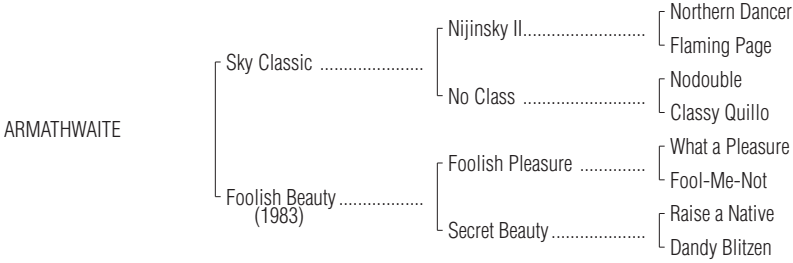 Northern Dancer
Nijinsky II..........................
Flaming Page
Sky Classic ......................
Nodouble
No Class ..........................
Classy Quillo
ARMATHWAITE
What a Pleasure
Foolish Pleasure ..............
Fool-Me-Not
Foolish Beauty ..................
(1983)
Raise a Native
Secret Beauty ....................
Dandy Blitzen